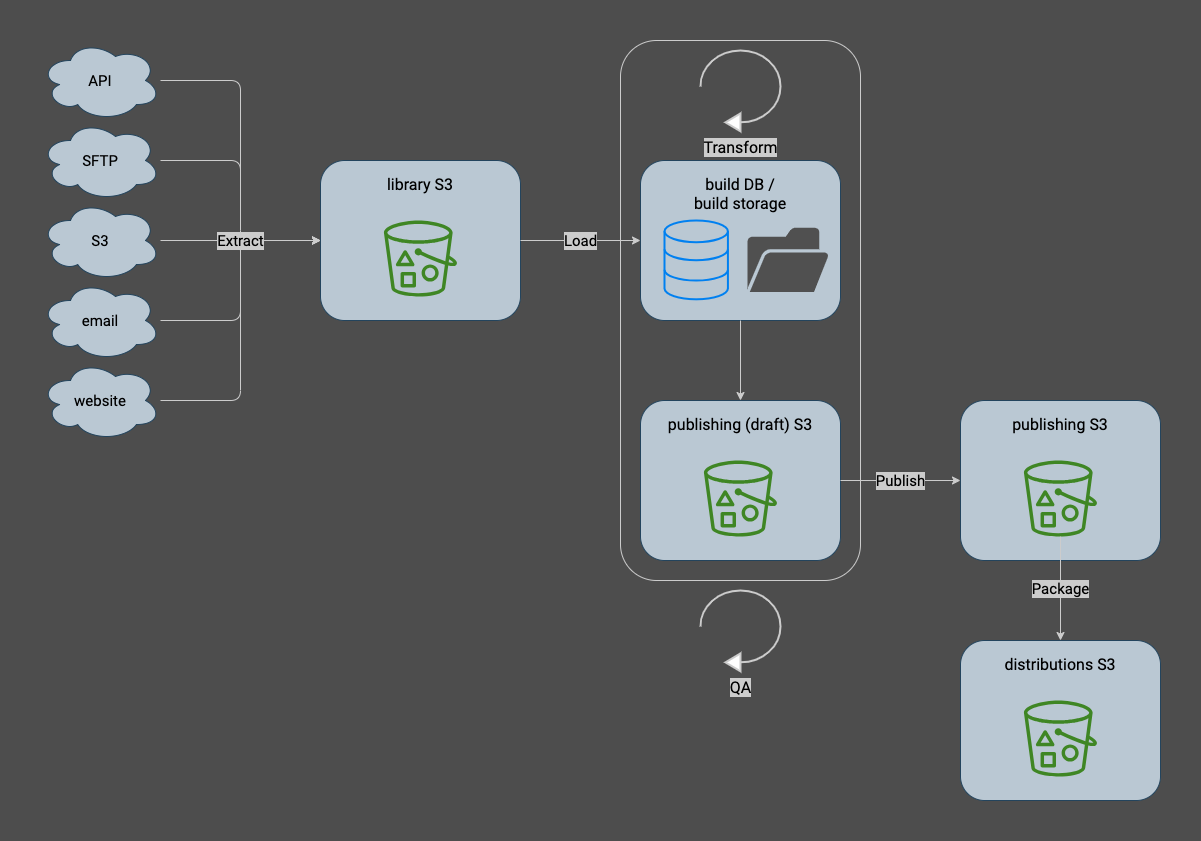 API
SFTP
S3
email
website
Extract
library S3
Load
Transform
build DB /
build storage
publishing (draft) S3
QA
Publish
publishing S3
Package
distributions S3